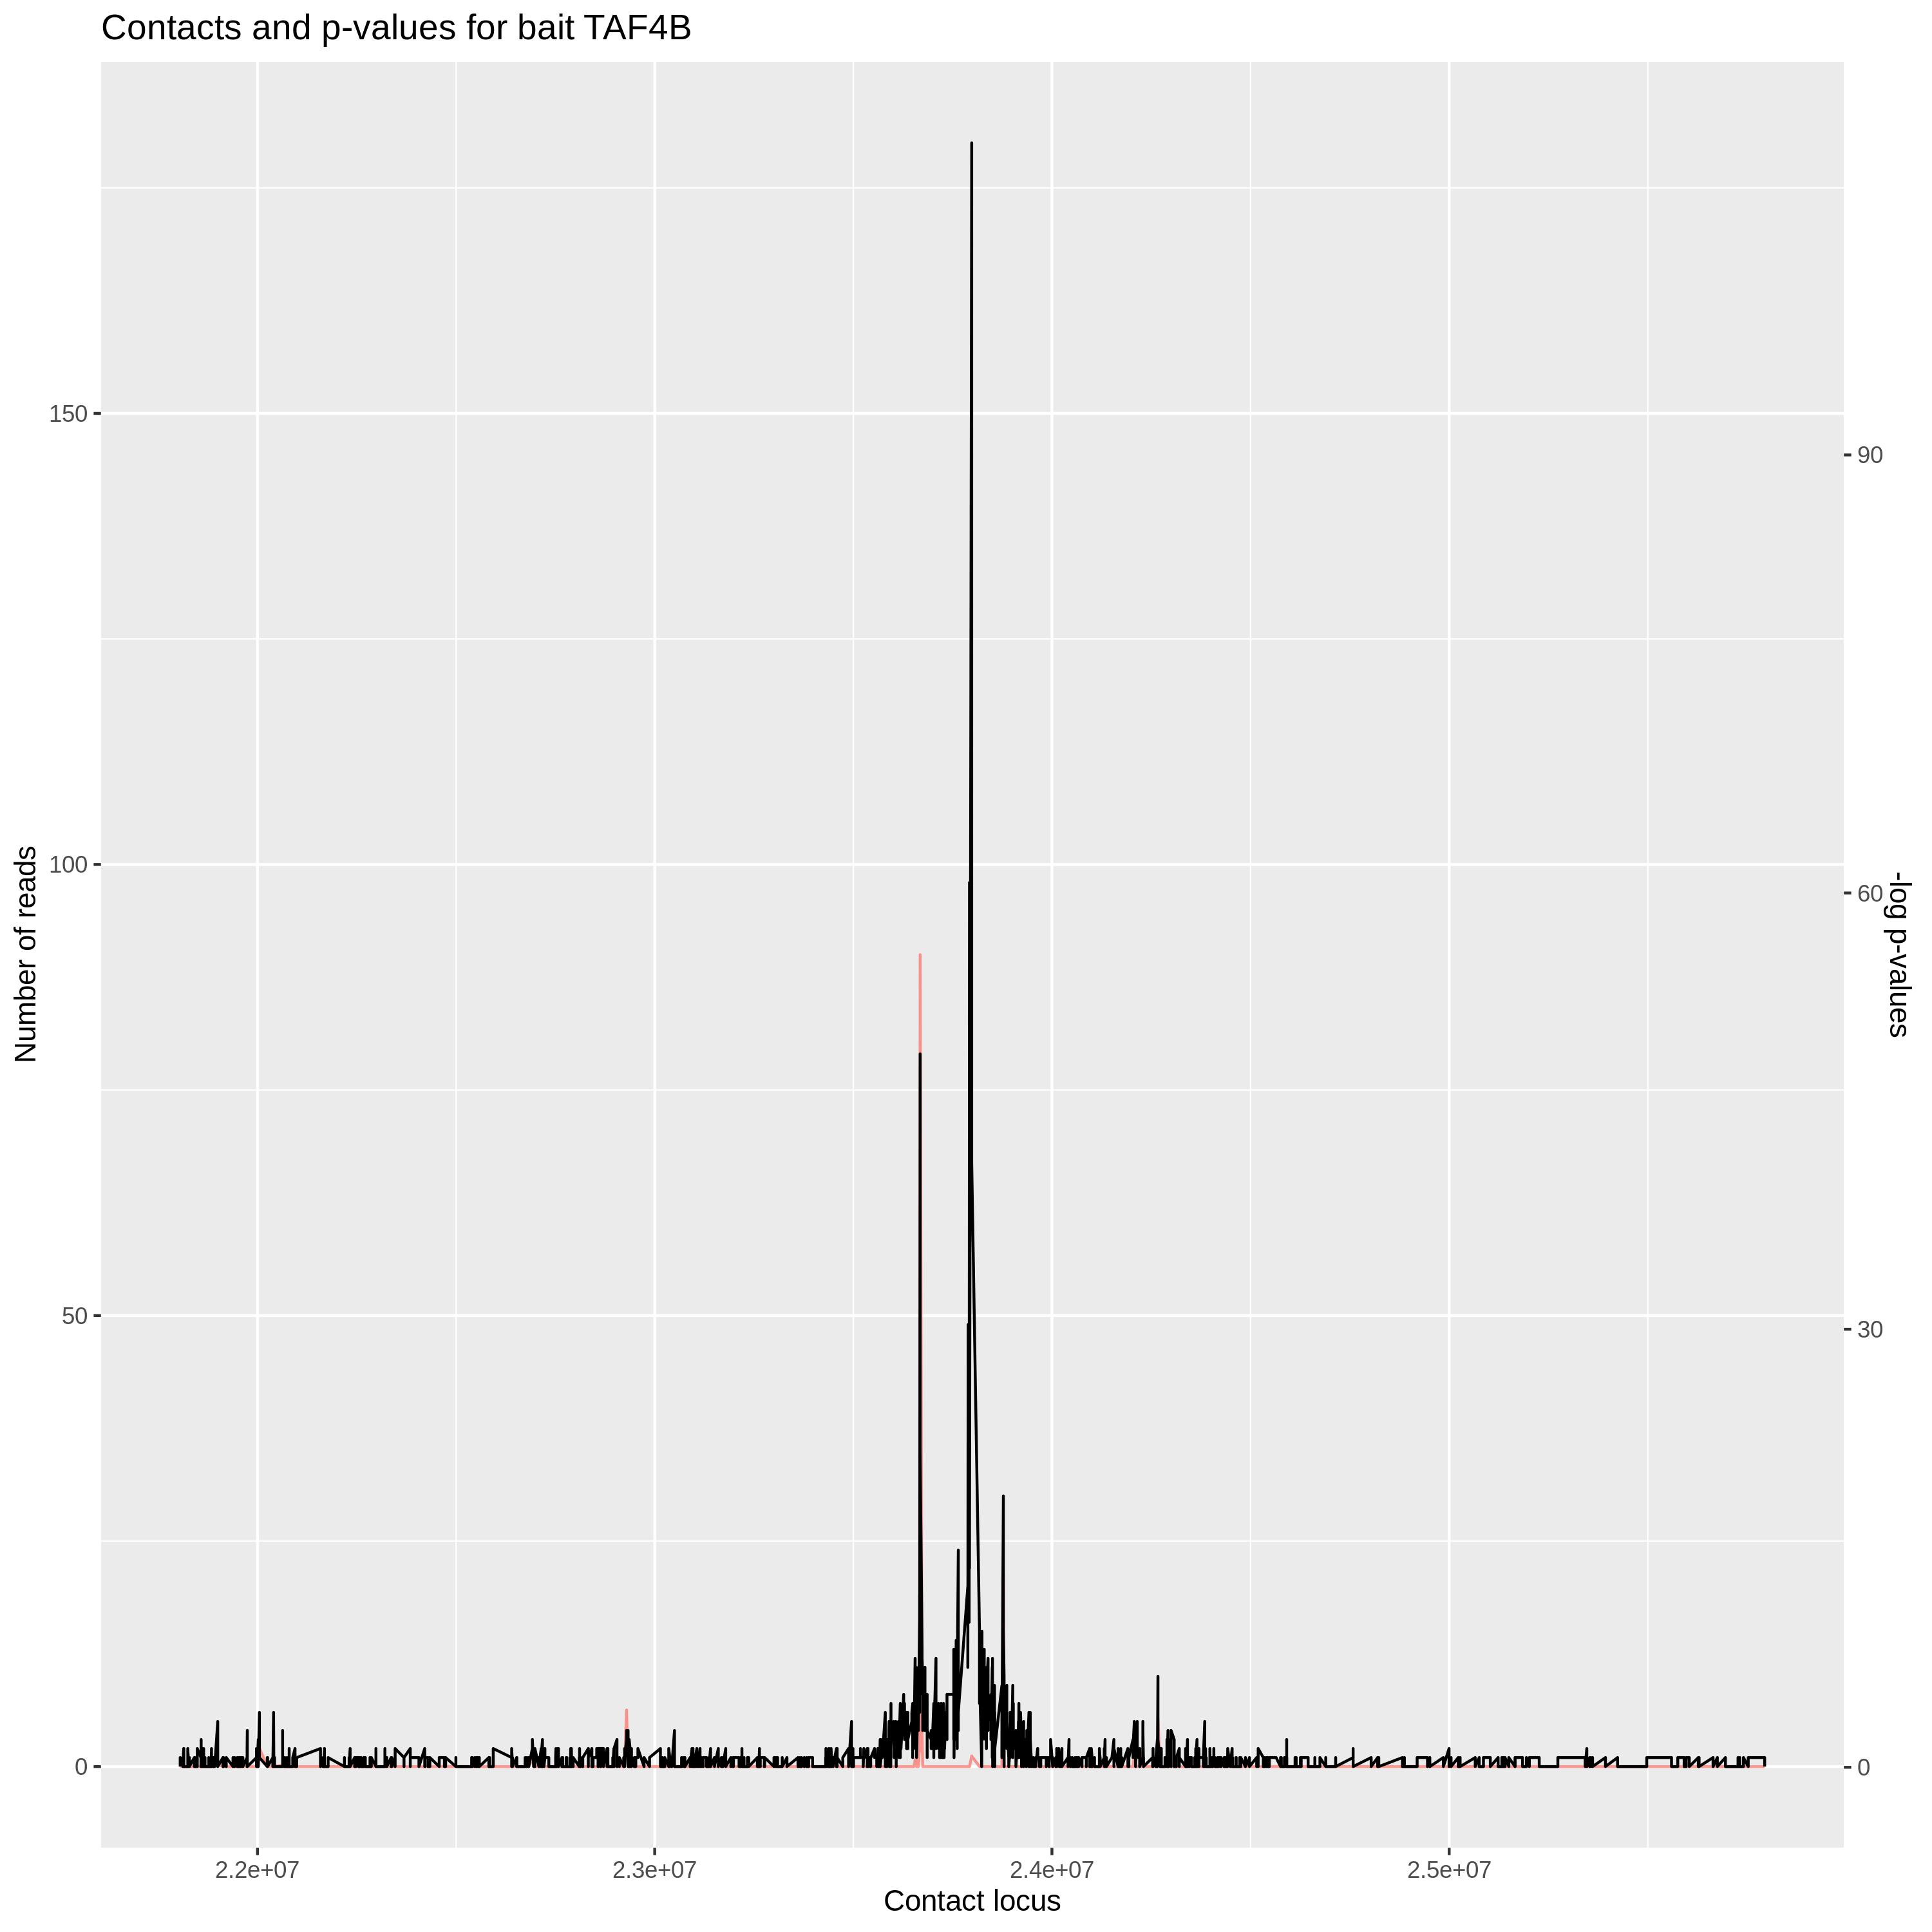 Contacts and p-values for bait TAF4B
Number of reads
150
100
50
0
90
60
30
0
-log p-values
2.2e+07
2.3e+07
2.4e+07
2.5e+07
Contact locus